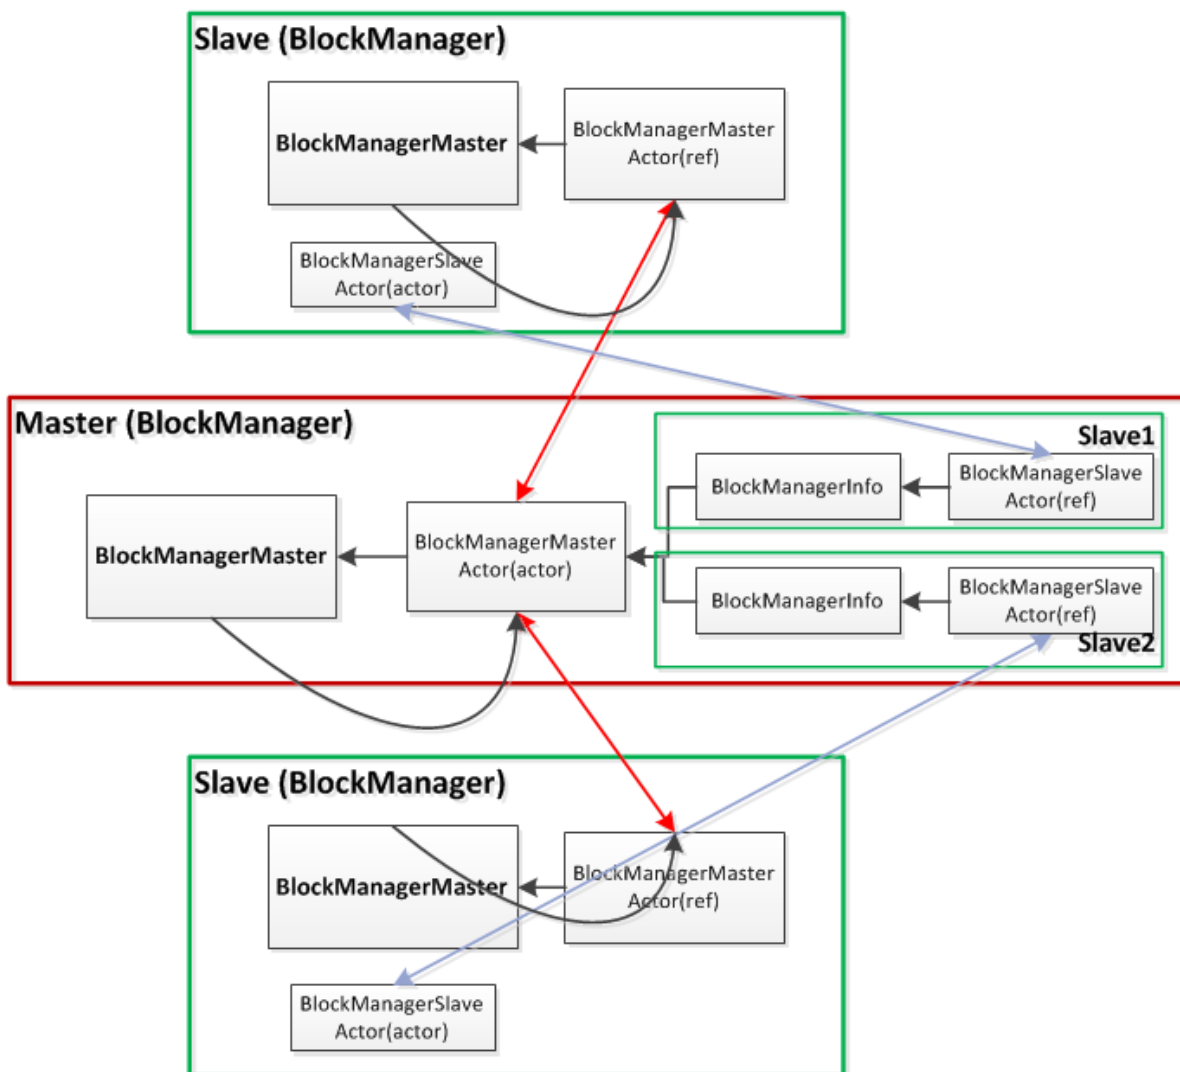 Slave (BlockManager)
BlockManagerMaster
BlockManagerMaster
Actor(ref)
BlockManagerSlave
Actor(actor)
Master (BlockManager)
Slave1
BlockManagerInfo
BlockManagerSlave
Actor(ref)
BlockManagerMaster
BlockManagerMaster
Actor(actor)
BlockManagerInfo
BlockManagerSlave
Actor(ref)
Slave2
Slave (BlockManager)
BlockManagerMaster
BlockManagerMaster
Actor(ref)
BlockManagerSlave
Actor(actor)